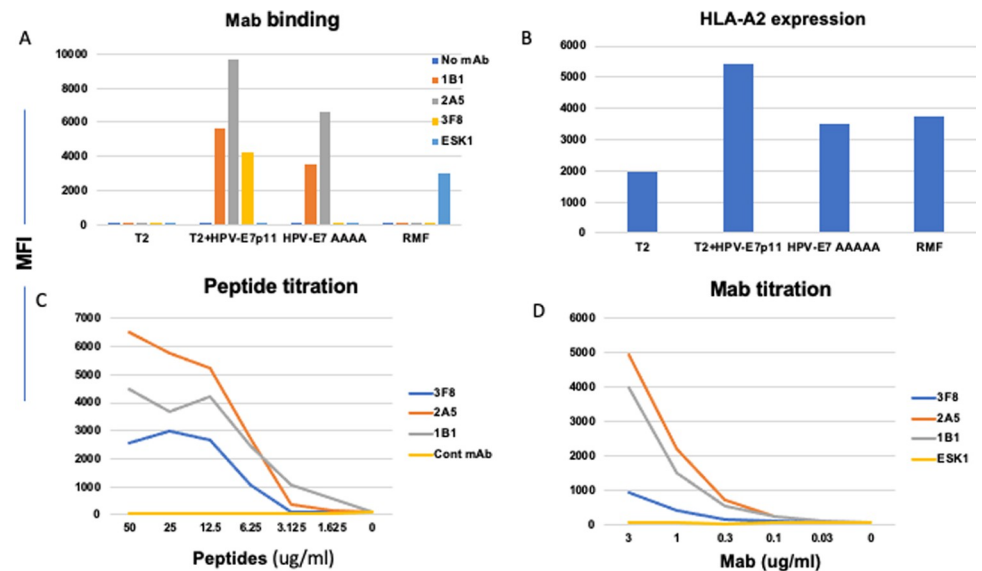 A
Mab binding
10000
8000
6000
4000
2000
0
No mAb
1B1
2A5
3F8
ESK1
T2
T2+HPV-E7p11
HPV-E7 AAAA
RMF
B
HLA-A2 expression
6000
5000
4000
3000
2000
1000
0
T2
T2+HPV-E7p11
HPV-E7 AAAAA
RMF
MFI
C
Peptide titration
7000
6000
5000
4000
3000
2000
1000
0
3F8
2A5
1B1
Cont mAb
50
25
12.5
6.25
3.125
1.625
0
Peptides (ug/ml)
D
Mab titration
6000
5000
4000
3000
2000
1000
0
3F8
2A5
1B1
ESK1
3
1
0.3
0.1
0.03
0
Mab (ug/ml)